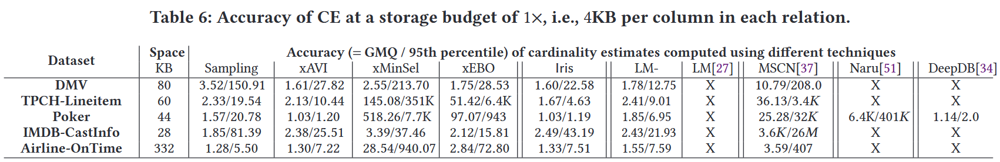 Table 6: Accuracy of CE at a storage budget of 1×, i.e., 4KB per column in each relation.
Dataset Space KB Accuracy (= GMQ / 95th percentile) of cardinality estimates computed using different techniques
Sampling xAVI xMinSel xEBO Iris LM- LM[27] MSCN[37] Naru[51] DeepDB[34]
DMV 80 3.52/150.91 1.61/27.82 2.55/213.70 1.75/28.53 1.60/22.58 1.78/12.75 X 10.79/208.0 X X
TPCH-Lineitem 60 2.33/19.54 2.13/10.44 145.08/351K 51.42/6.4K 1.67/4.63 2.41/9.01 X 36.13/3.4K X X
Poker 44 1.57/20.78 1.03/1.20 518.26/7.7K 97.07/943 1.03/1.19 1.85/6.95 X 25.28/32K 6.4K/401K 1.14/2.0
IMDB-CastInfo 28 1.85/81.39 2.38/25.51 3.39/37.46 2.12/15.81 2.49/43.19 2.43/21.93 X 3.6K/26M X X
Airline-OnTime 332 1.28/5.50 1.30/7.22 28.54/940.07 2.84/72.80 1.33/7.51 1.55/7.59 X 3.59/407 X X